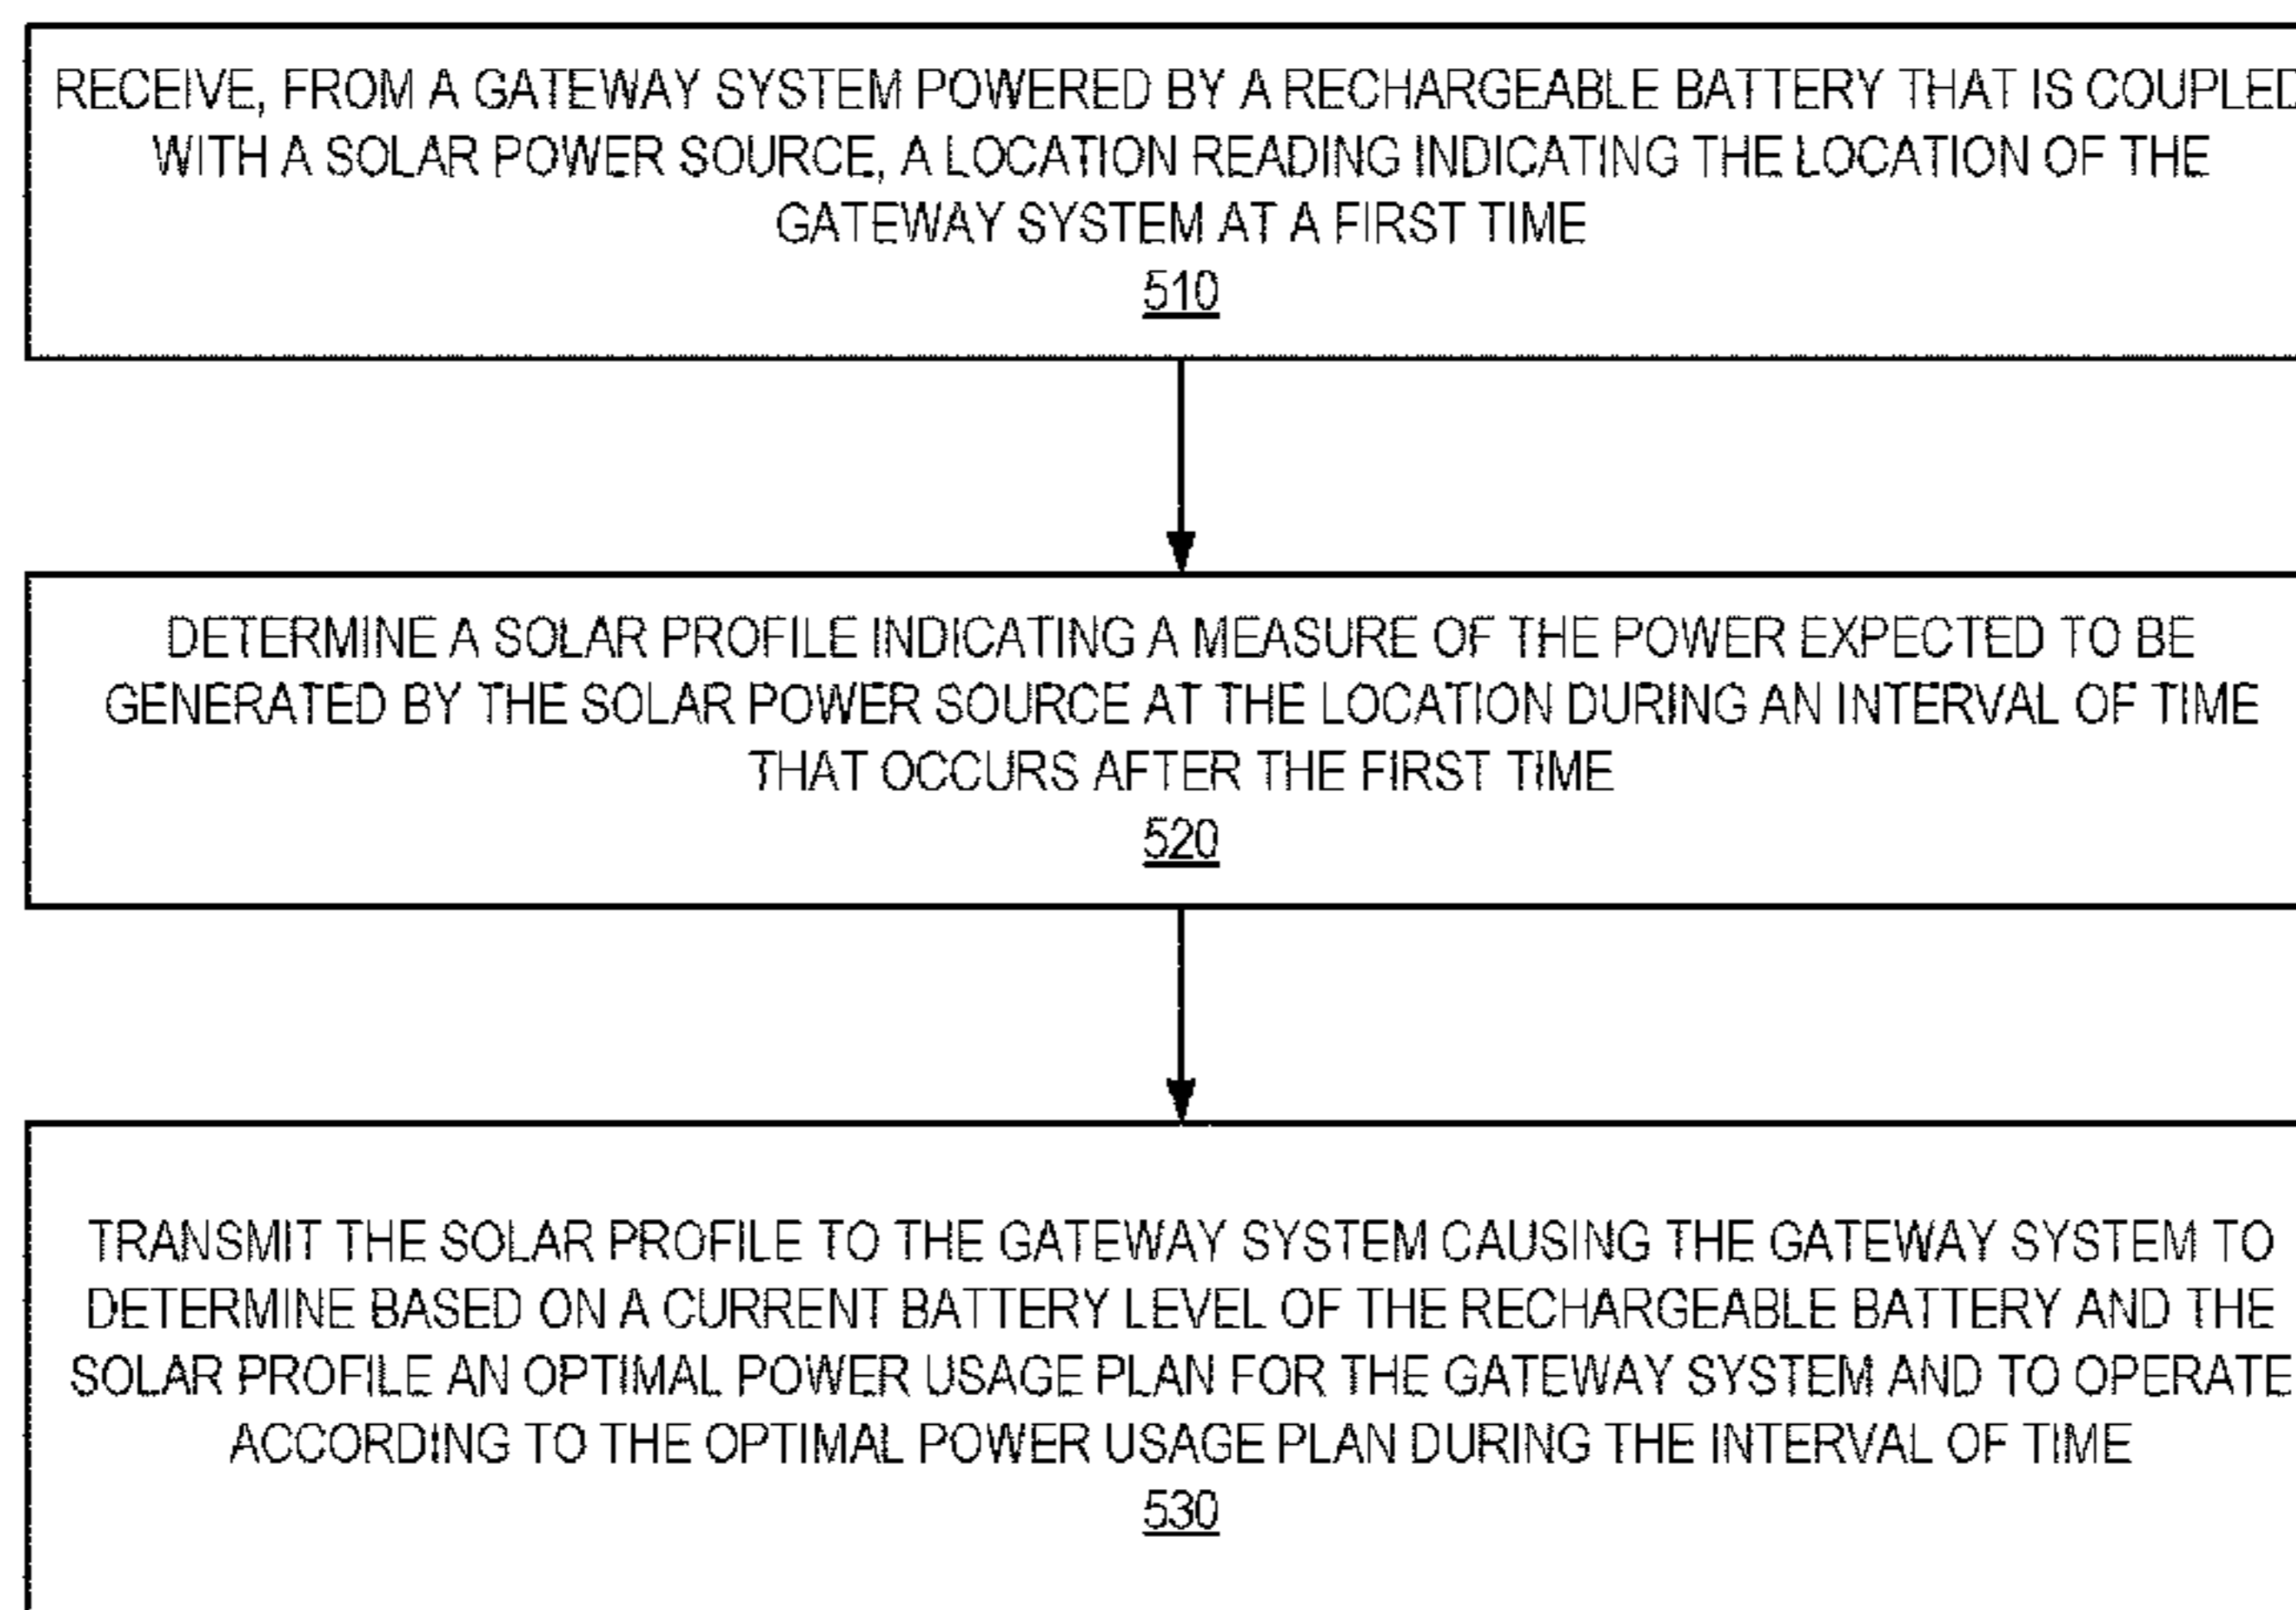 RECEIVE, FROM A GATEWAY SYSTEM POWERED BY A RECHARGEABLE BATTERY THAT IS COUPLED
WITH A SOLAR POWER SOURCE, A LOCATION READING INDICATING THE LOCATION OF THE
GATEWAY SYSTEM AT A FIRST TIME
510
DETERMINE A SOLAR PROFILE INDICATING A MEASURE OF THE POWER EXPECTED TO BE
GENERATED BY THE SOLAR POWER SOURCE AT THE LOCATION DURING AN INTERVAL OF TIME
THAT OCCURS AFTER THE FIRST TIME
520
TRANSMIT THE SOLAR PROFILE TO THE GATEWAY SYSTEM CAUSING THE GATEWAY SYSTEM TO
DETERMINE BASED ON A CURRENT BATTERY LEVEL OF THE RECHARGEABLE BATTERY AND THE
SOLAR PROFILE AN OPTIMAL POWER USAGE PLAN FOR THE GATEWAY SYSTEM AND TO OPERATE
ACCORDING TO THE OPTIMAL POWER USAGE PLAN DURING THE INTERVAL OF TIME
530